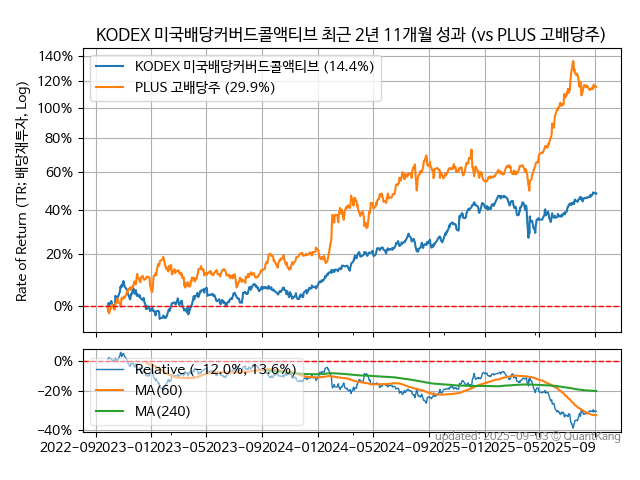 KODEX 미국배당커버드콜액티브 최근 2년 11개월 성과 (vs PLUS 고배당주)
Rate of Return (TR: 배당재투자, Log)
140%
120%
100%
80%
60%
40%
20%
0%
KODEX 미국배당커버드콜액티브 (14.4%)
PLUS 고배당주 (29.9%)
0%
−20%
−40%
Relative (−12.0%, 13.6%)
MA(60)
MA(240)
2022−09 2023−01 2023−05 2023−09 2024−01 2024−05 2024−09 2025−01 2025−05 2025−09
updated: 2025-09-03 © QuantKang